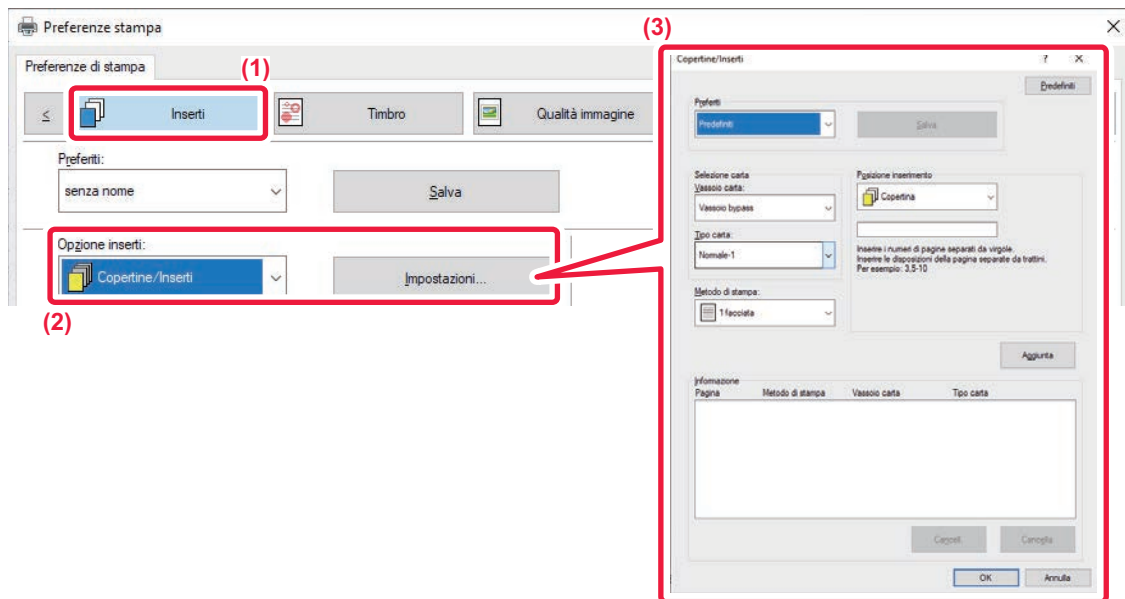 Preferenze stampa
Preferenze di stampa
(1)
≤
Inserti
Timbro
Qualità immagine
Preferiti:
senza nome
Salva
Opzione inserti:
Copertine/Inserti
Impostazioni...
(2)
(3)
Copertine/Inserti
?
Predefiniti
Preferiti
Predefiniti
Salva
Selezione carta
Vassoio carta:
Vassoio bypass
Tipo carta:
Normale-1
Metodo di stampa:
1 facciata
Posizione inserimento
Copertina
Inserire i numeri di pagine separati da virgole.
Inserire le disposizioni della pagina separate da trattini.
Per esempio: 3,5-10
Aggiunta
Informazione
Pagina Metodo di stampa Vassoio carta Tipo carta
OK Annulla